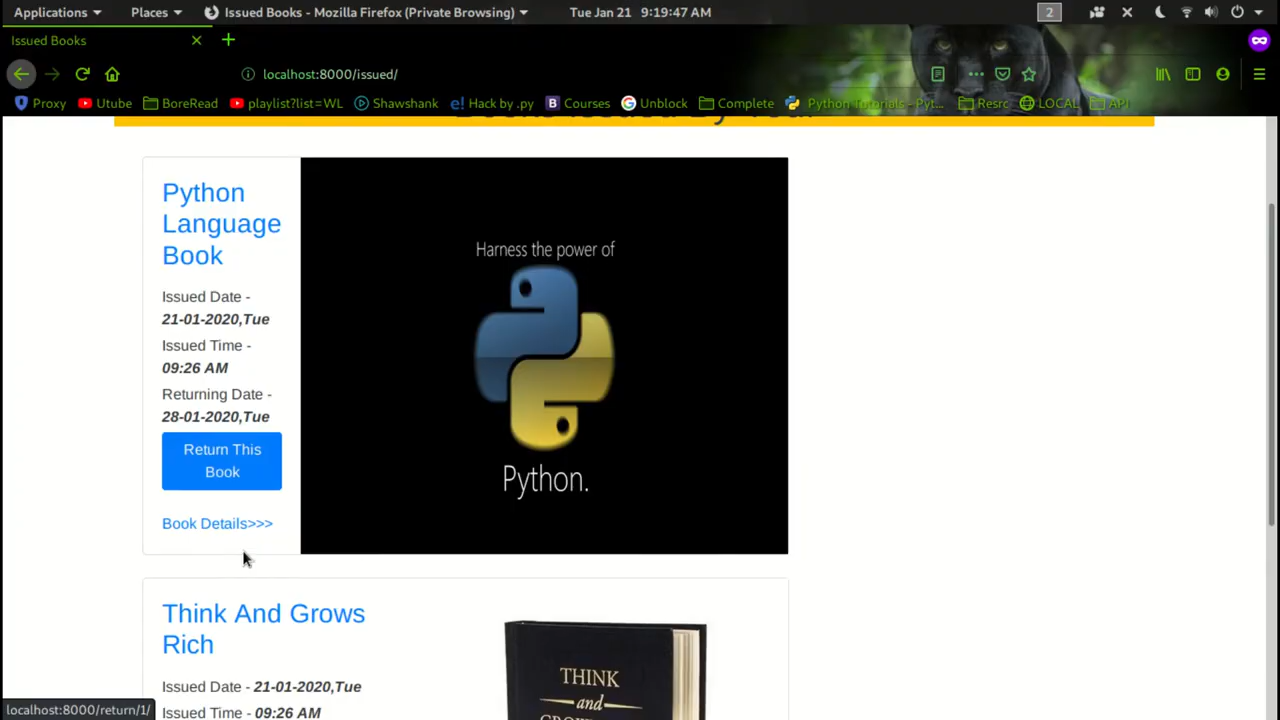 Applications Places Issued Books - Mozilla Firefox (Private Browsing) Tue Jan 21 9:19:47 AM 2
Issued Books
localhost:8000/issued/
Proxy Utube BoreRead playlist?list=WL Shawshank e! Hack by .py B Courses Unblock Complete Python Tutorials - Pyt... Resrc LOCAL API
Books Issued By You!
Python
Language
Book
Issued Date -
21-01-2020,Tue
Issued Time -
09:26 AM
Returning Date -
28-01-2020,Tue
Return This
Book
Book Details>>>
Harness the power of
Python.
Think And Grows
Rich
Issued Date - 21-01-2020,Tue
Issued Time - 09:26 AM
THINK
and
localhost:8000/return/1/